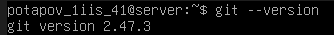 potapov_1iis_41@server:~$ git --version
git version 2.47.3